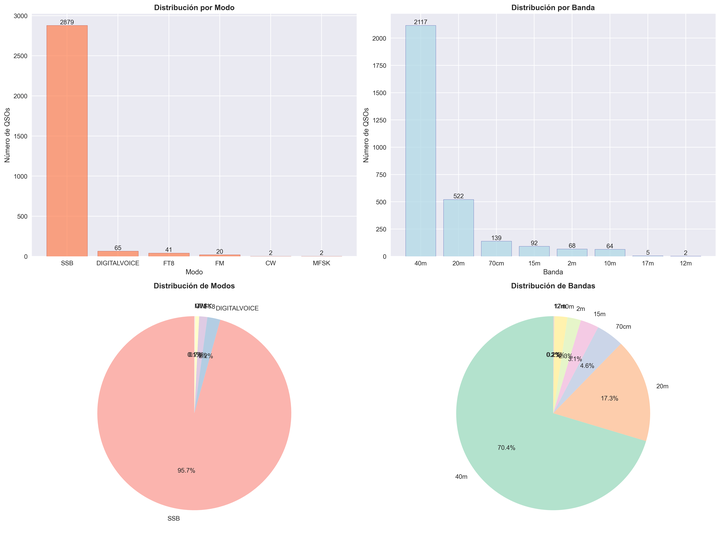 Distribución por Modo
Número de QSOs
3000
2500
2000
1500
1000
500
0
2879
65
41
20
2
2
SSB
DIGITALVOICE
FT8
FM
CW
MFSK
Modo
Distribución por Banda
Número de QSOs
2000
1750
1500
1250
1000
750
500
250
0
2117
522
139
92
68
64
5
2
40m
20m
70cm
15m
2m
10m
17m
12m
Banda
Distribución de Modos
DIGITALVOICE
95.7%
SSB
Distribución de Bandas
2m
15m
70cm
20m
40m
3.1%
4.6%
17.3%
70.4%